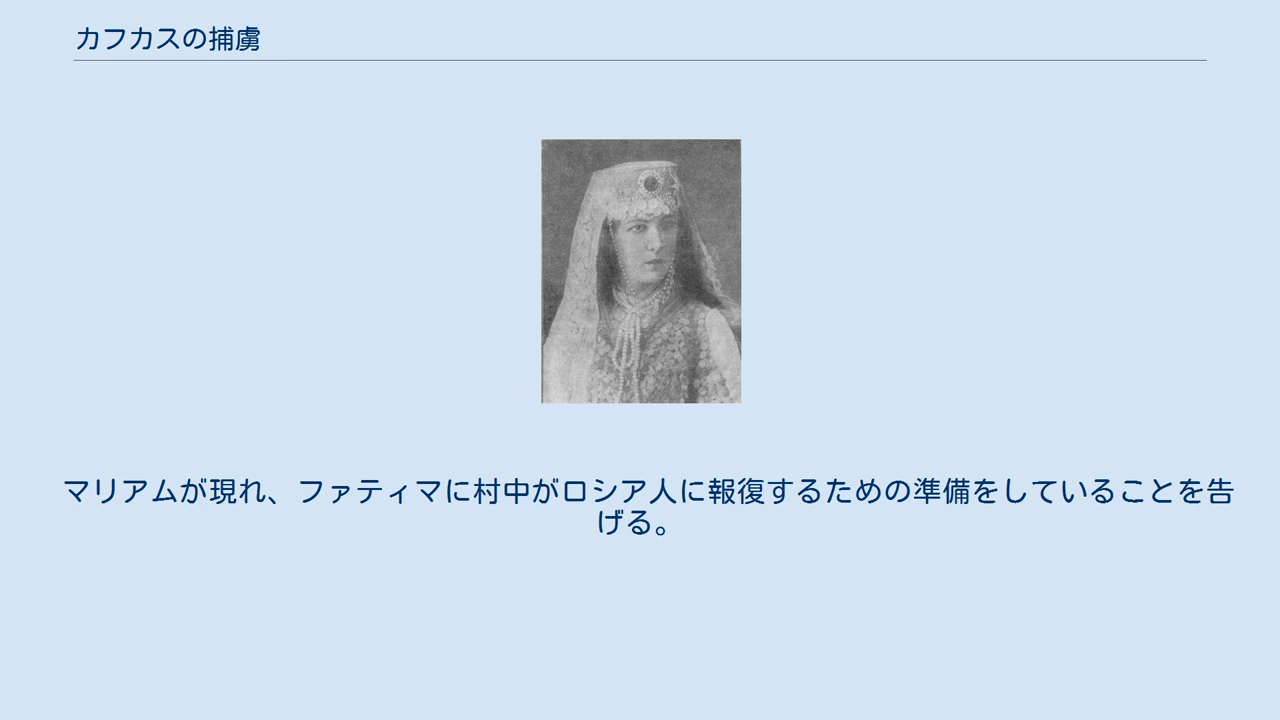 カフカスの捕虜
マリアムが現れ、ファティマに村中がロシア人に報復するための準備をしていることを告
げる。